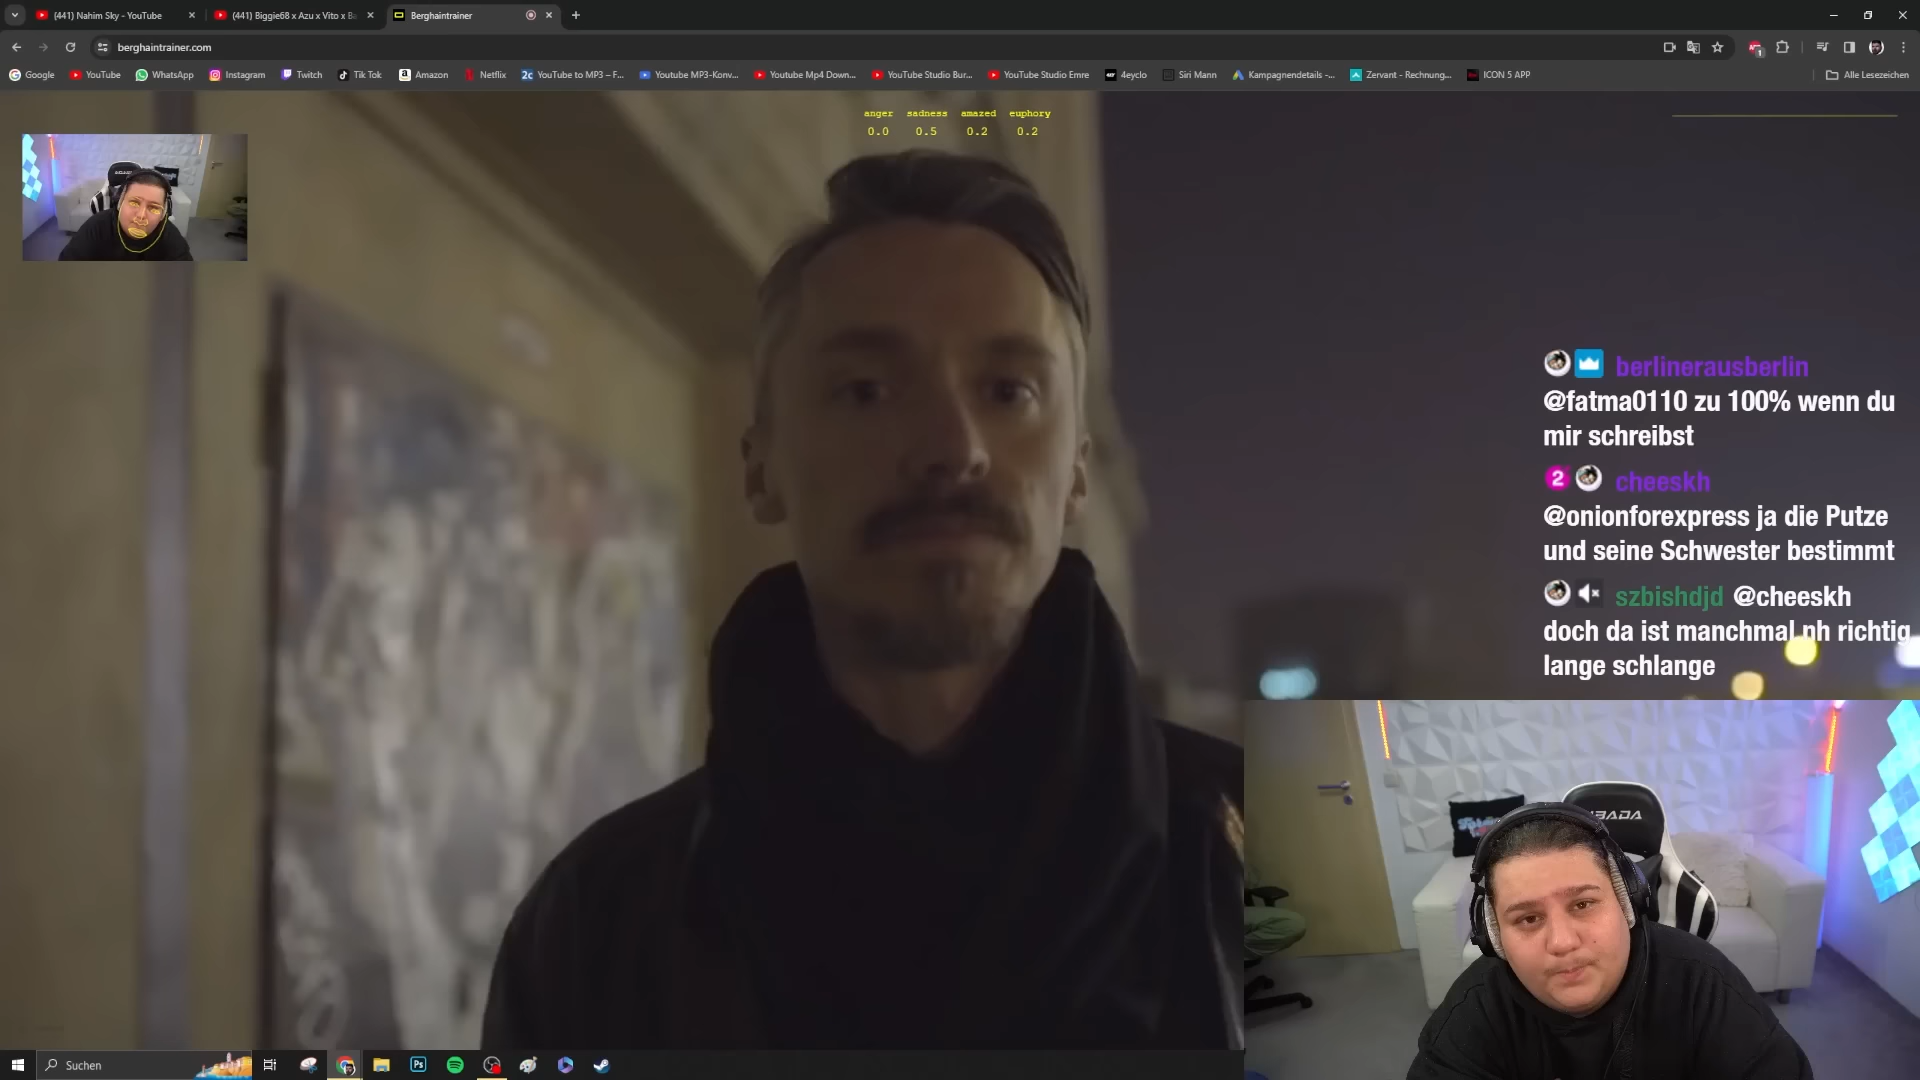 (441) Nahim Sky - YouTube
(441) Biggie68 x Azu x Vito x Ba
Berghaintrainer
berghaintrainer.com
Google
YouTube
WhatsApp
Instagram
Twitch
Tik Tok
Amazon
Netflix
YouTube to MP3 – F...
Youtube MP3-Konv...
Youtube Mp4 Down...
YouTube Studio Bur...
YouTube Studio Emre
4eyclo
Siri Mann
Kampagnendetails -...
Zervant - Rechnung...
ICON 5 APP
Alle Lesezeichen
anger sadness amazed euphory
0.0 0.5 0.2 0.2
berlinerausberlin
@fatma0110 zu 100% wenn du
mir schreibst
2 cheeskh
@onionforexpress ja die Putze
und seine Schwester bestimmt
szbishdjd @cheeskh
doch da ist manchmal nh richtig
lange schlange
Suchen
Ps